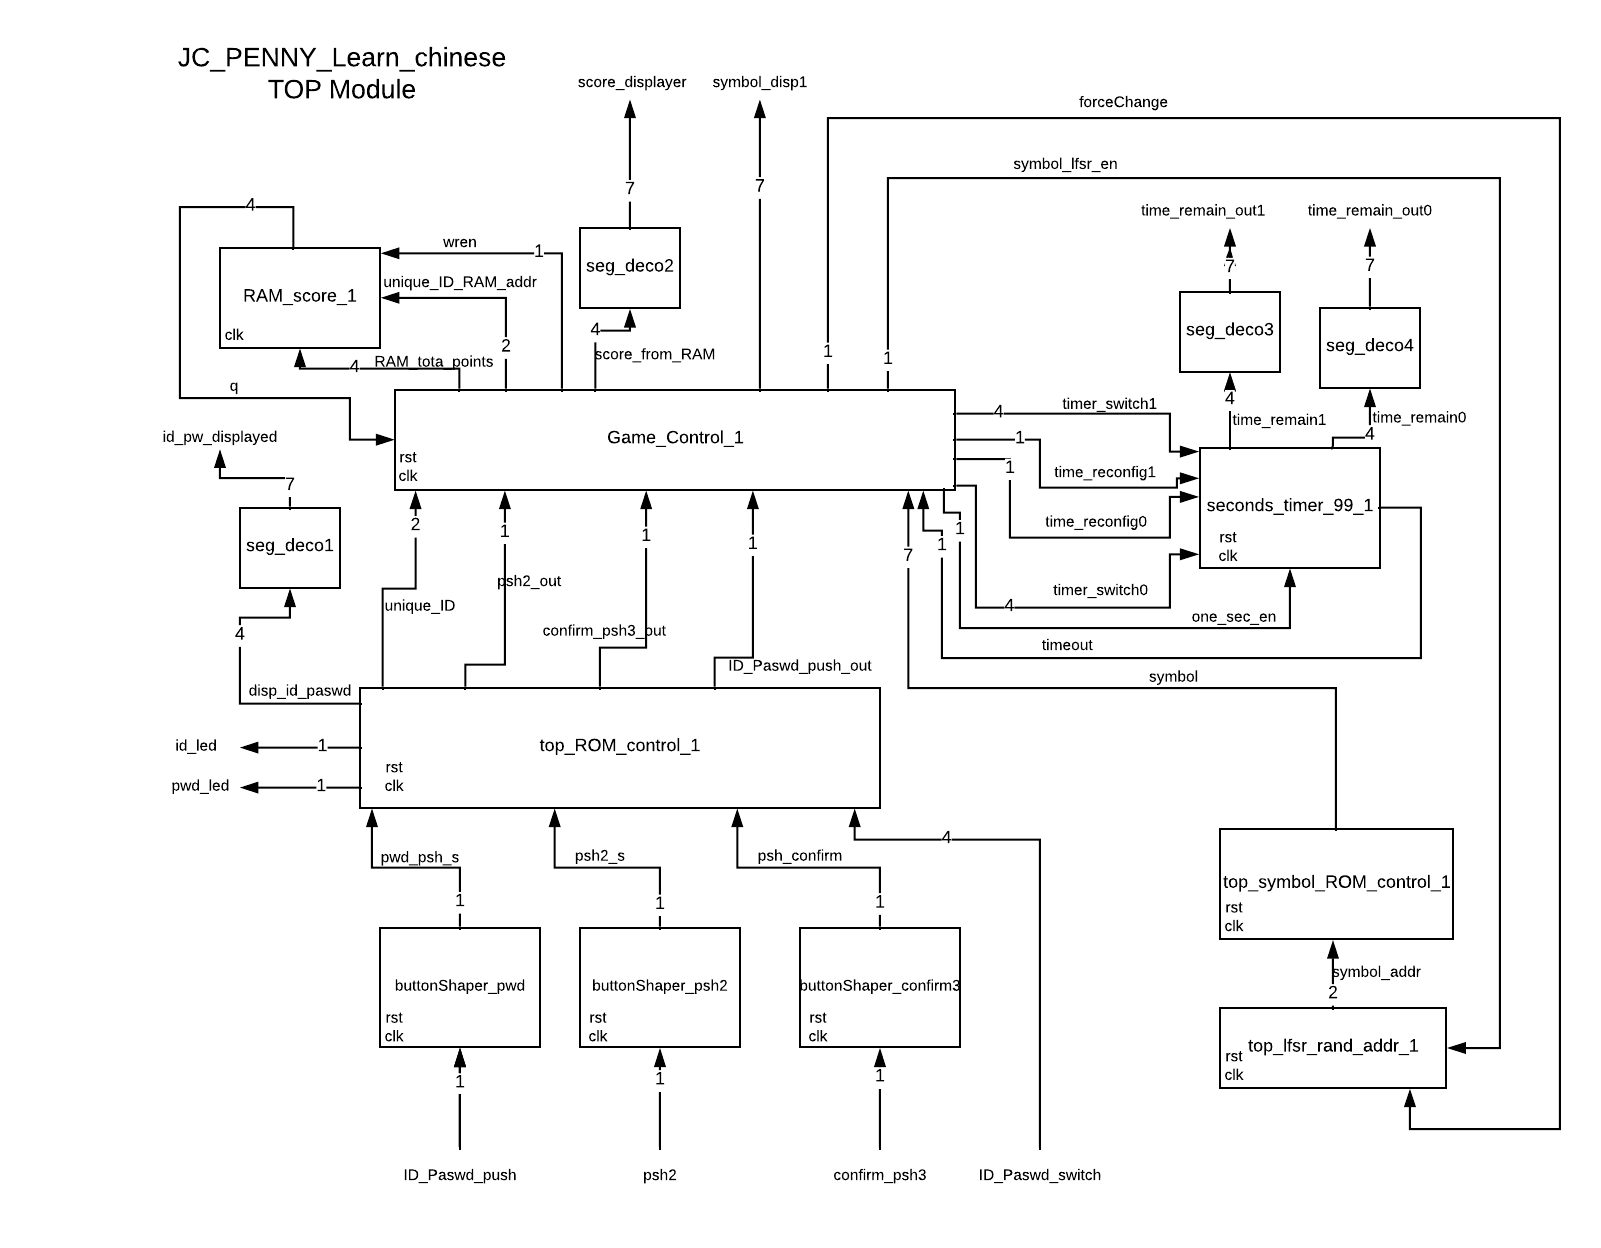 JC_PENNY_Learn_chinese
TOP Module
score_displayer
symbol_disp1
forceChange
symbol_lfsr_en
7
7
4
time_remain_out1
time_remain_out0
wren
1
seg_deco2
7
7
unique_ID_RAM_addr
RAM_score_1
clk
seg_deco3
seg_deco4
4
2
score_from_RAM
1
1
4
RAM_tota_points
q
4
timer_switch1
4
time_remain1
time_remain0
4
id_pw_displayed
Game_Control_1
1
rst
clk
1
time_reconfig1
7
seconds_timer_99_1
2
1
1
1
1
time_reconfig0
rst
clk
seg_deco1
7
1
psh2_out
timer_switch0
4
unique_ID
one_sec_en
4
confirm_psh3_out
timeout
ID_Paswd_push_out
symbol
disp_id_paswd
id_led
1
top_ROM_control_1
rst
clk
pwd_led
1
4
pwd_psh_s
psh2_s
psh_confirm
top_symbol_ROM_control_1
rst
clk
1
1
1
symbol_addr
2
buttonShaper_pwd
rst
clk
buttonShaper_psh2
rst
clk
buttonShaper_confirm3
rst
clk
top_lfsr_rand_addr_1
rst
clk
1
1
1
ID_Paswd_push
psh2
confirm_psh3
ID_Paswd_switch